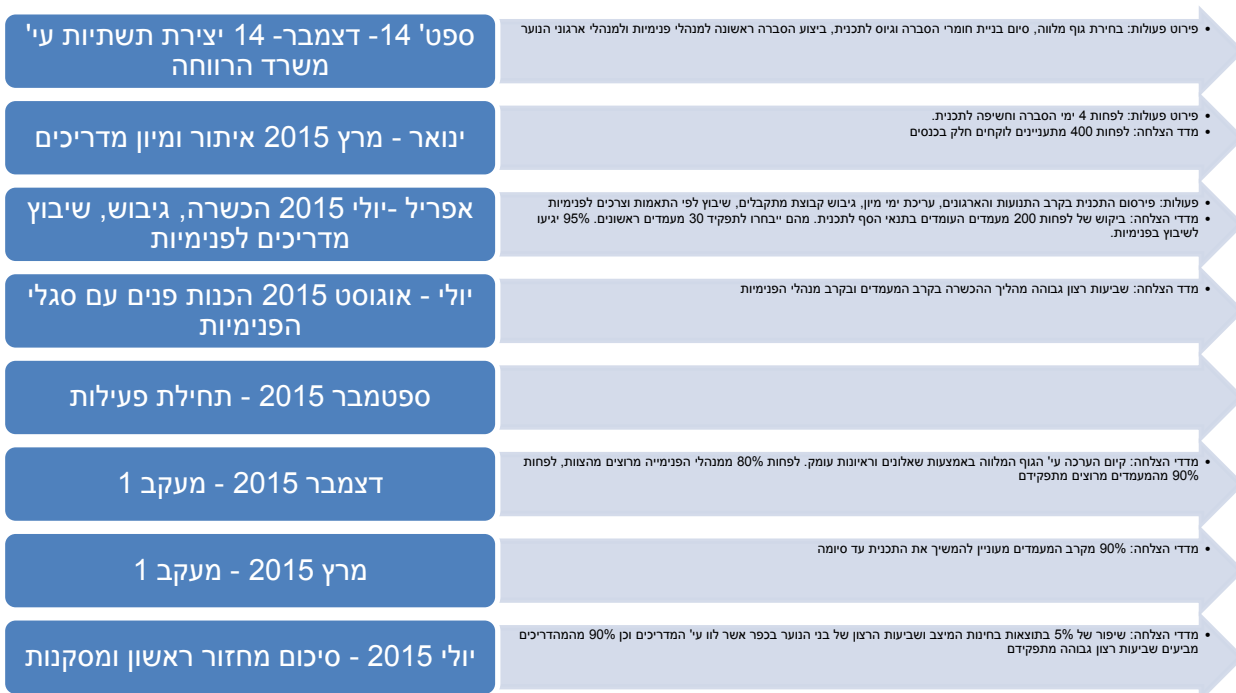 ספט' 14- דצמבר- 14 יצירת תשתיות עי'
משרד הרווחה
• פירוט פעולות: בחירת גוף מלווה, סיום בניית חומרי הסברה וגיוס לתכנית, ביצוע הסברה ראשונה למנהלי פנימיות ולמנהלי ארגוני הנוער
ינואר - מרץ 2015 איתור ומיון מדריכים
• פירוט פעולות: לפחות 4 ימי הסברה וחשיפה לתכנית.
• מדד הצלחה: לפחות 400 מתעניינים לוקחים חלק בכנסים
אפריל -יולי 2015 הכשרה, גיבוש, שיבוץ
מדריכים לפנימיות
• פעולות: פירסום התכנית בקרב התנועות והארגונים, עריכת ימי מיון, גיבוש קבוצת מתקבלים, שיבוץ לפי התאמות וצרכים לפנימיות
• מדדי הצלחה: ביקוש של לפחות 200 מעמדים העומדים בתנאי הסף לתכנית. מהם ייבחרו לתפקיד 30 מעמדים ראשונים. 95% יגיעו
לשיבוץ בפנימיות.
יולי - אוגוסט 2015 הכנות פנים עם סגלי
הפנימיות
• מדד הצלחה: שביעות רצון גבוהה מהליך ההכשרה בקרב המעמדים ובקרב מנהלי הפנימיות
ספטמבר 2015 - תחילת פעילות
דצמבר 2015 - מעקב 1
• מדדי הצלחה: קיום הערכה עי' הגוף המלווה באמצעות שאלונים וראיונות עומק. לפחות 80% ממנהלי הפנימייה מרוצים מהצוות, לפחות
90% מהמעמדים מרוצים מתפקידם
מרץ 2015 - מעקב 1
• מדדי הצלחה: 90% מקרב המעמדים מעוניין להמשיך את התכנית עד סיומה
יולי 2015 - סיכום מחזור ראשון ומסקנות
• מדדי הצלחה: שיפור של 5% בתוצאות בחינות המיצב ושביעות הרצון של בני הנוער בכפר אשר לוו עי' המדריכים וכן 90% מהמהדריכים
מביעים שביעות רצון גבוהה מתפקידם